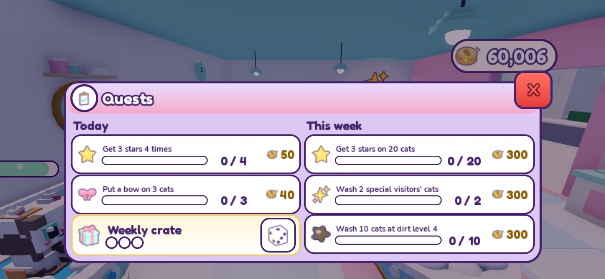 60,006
Quests
Today
Get 3 stars 4 times
0 / 4
50
Put a bow on 3 cats
0 / 3
40
Weekly crate
This week
Get 3 stars on 20 cats
0 / 20
300
Wash 2 special visitors' cats
0 / 2
300
Wash 10 cats at dirt level 4
0 / 10
300